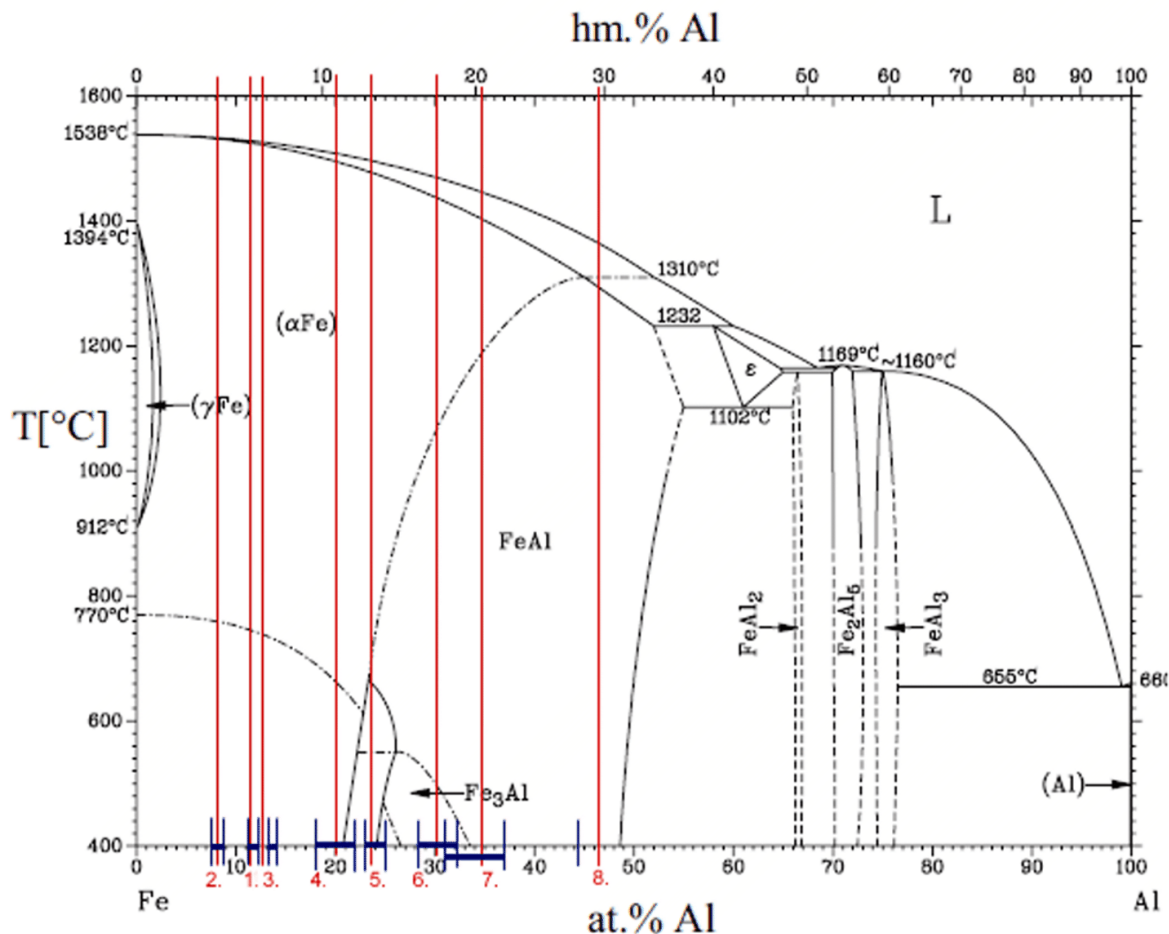 hm.% Al
0 10 20 30 40 50 60 70 80 90 100
1600
1538°C
1400
1394°C
L
1310°C
(αFe)
1232
1200
1169°C
~1160°C
ε
(γFe)
1102°C
T[°C]
1000
912°C
FeAl
800
770°C
FeAl₂
Fe₂Al₅
FeAl₃
655°C
660
600
Fe₃Al
(Al)
400
0 10 20 30 40 50 60 70 80 90 100
2. 1. 3. 4. 5. 6. 7. 8.
Fe
Al
at.% Al